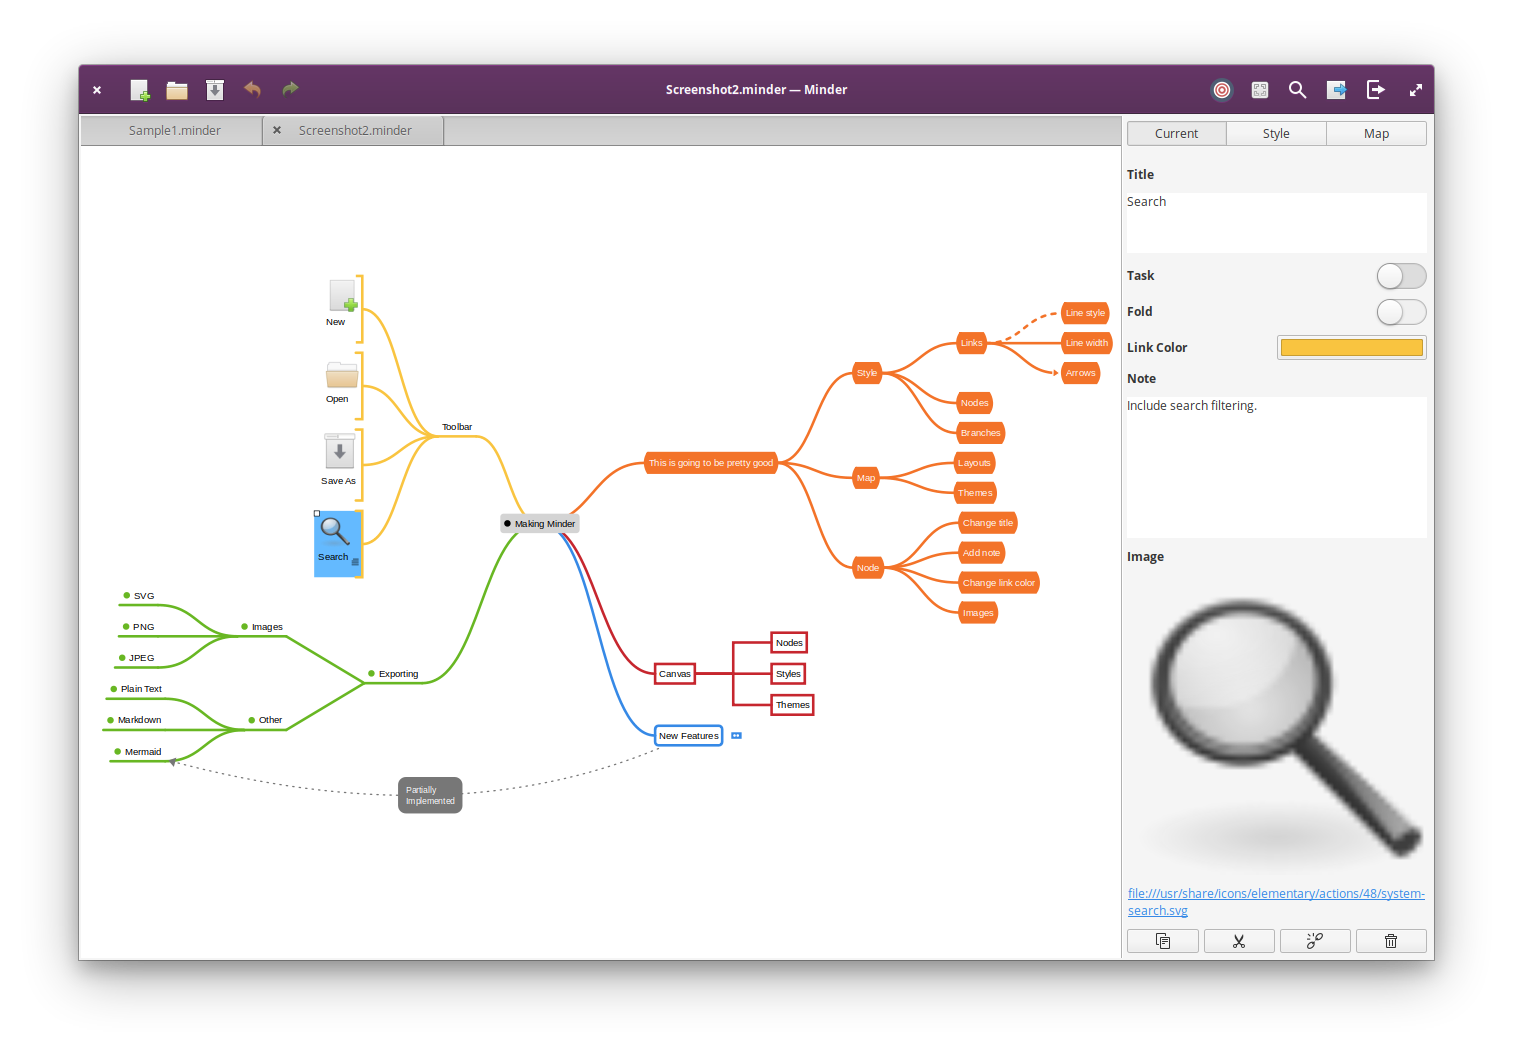 Screenshot2.minder — Minder
Sample1.minder
Screenshot2.minder
Current
Style
Map
Title
Search
Task
Fold
Link Color
Note
Include search filtering.
Image
file:///usr/share/icons/elementary/actions/48/system-
search.svg
New
Open
Save As
Search
Toolbar
Making Minder
SVG
PNG
JPEG
Images
Plain Text
Markdown
Mermaid
Other
Exporting
Partially
Implemented
This is going to be pretty good
Style
Links
Line style
Line width
Arrows
Nodes
Branches
Map
Layouts
Themes
Node
Change title
Add note
Change link color
Images
Canvas
Nodes
Styles
Themes
New Features